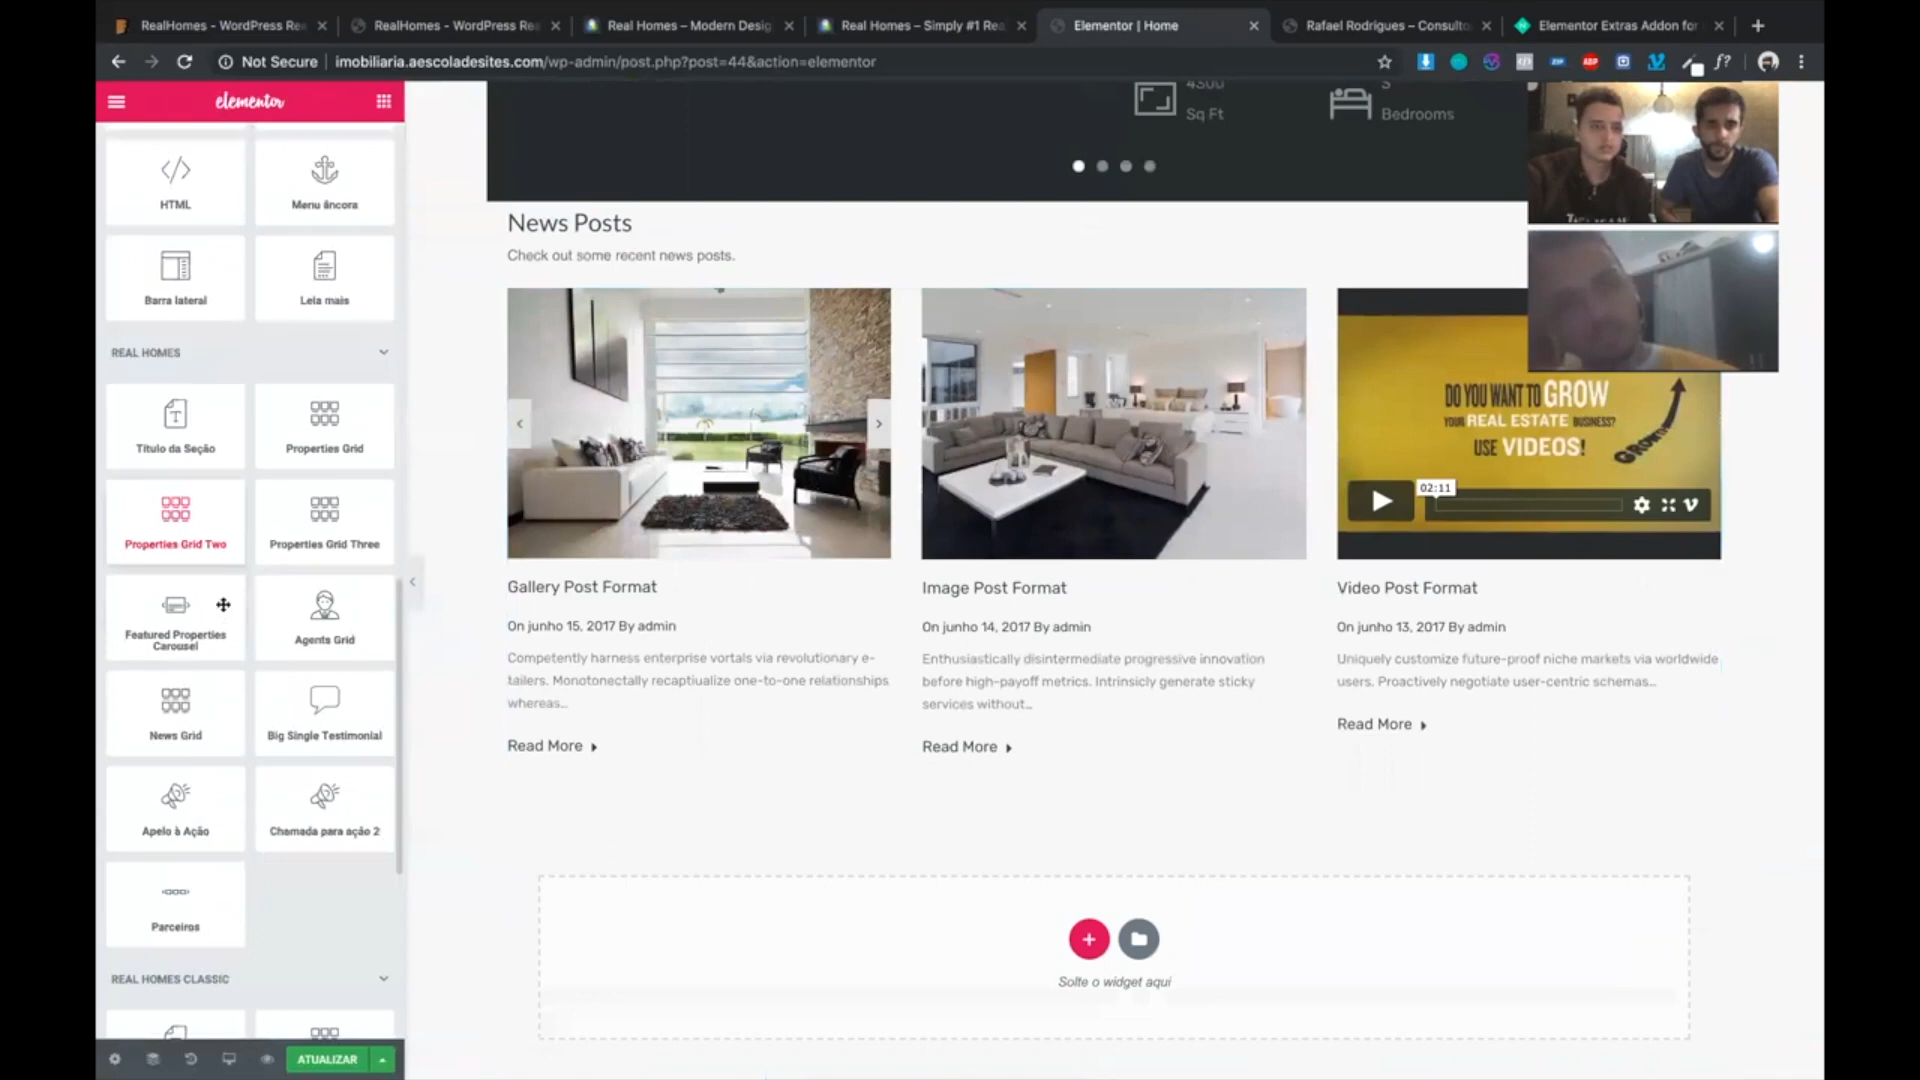 RealHomes - WordPress Rea
RealHomes - WordPress Rea
Real Homes – Modern Desig
Real Homes – Simply #1 Rea
Elementor | Home
Rafael Rodrigues – Consulto
Elementor Extras Addon for
Not Secure
imobiliaria.aescoladesites.com/wp-admin/post.php?post=44&action=elementor
elementor
HTML
Menu âncora
Barra lateral
Leia mais
REAL HOMES
Título da Seção
Properties Grid
Properties Grid Two
Properties Grid Three
Featured Properties
Carousel
Agents Grid
News Grid
Big Single Testimonial
Apelo à Ação
Chamada para ação 2
Parceiros
REAL HOMES CLASSIC
ATUALIZAR
4300
Sq Ft
3
Bedrooms
News Posts
Check out some recent news posts.
DO YOU WANT TO GROW
YOUR REAL ESTATE BUSINESS?
USE VIDEOS!
GROWTH
02:11
Gallery Post Format
On junho 15, 2017 By admin
Competently harness enterprise vortals via revolutionary e-
tailers. Monotonectally recaptiualize one-to-one relationships
whereas...
Read More
Image Post Format
On junho 14, 2017 By admin
Enthusiastically disintermediate progressive innovation
before high-payoff metrics. Intrinsicly generate sticky
services without...
Read More
Video Post Format
On junho 13, 2017 By admin
Uniquely customize future-proof niche markets via worldwide
users. Proactively negotiate user-centric schemas...
Read More
Solte o widget aqui